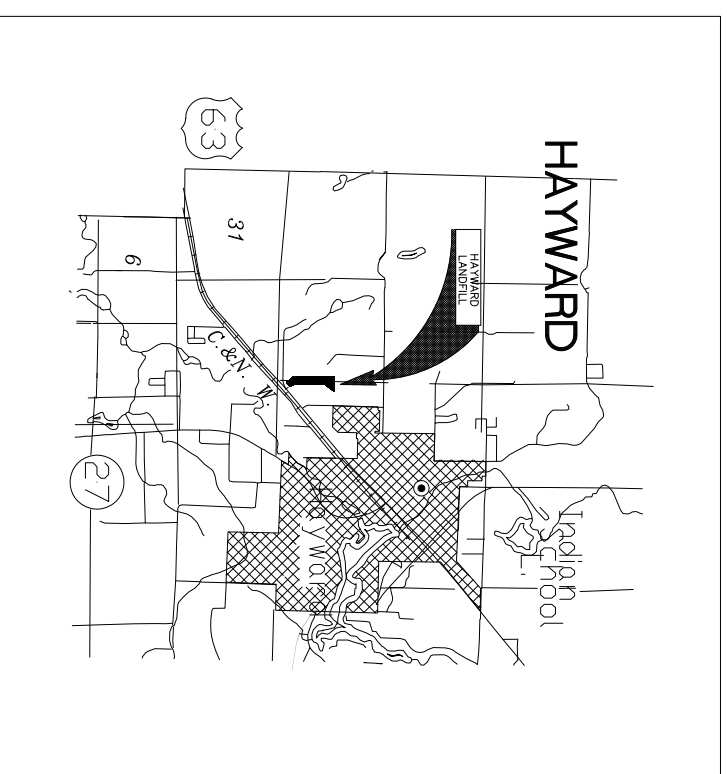 HAYWARD
HAYWARD
LANDFILL
63
31
6
C.&N. W.
27
Hayward
Indian
School
L.